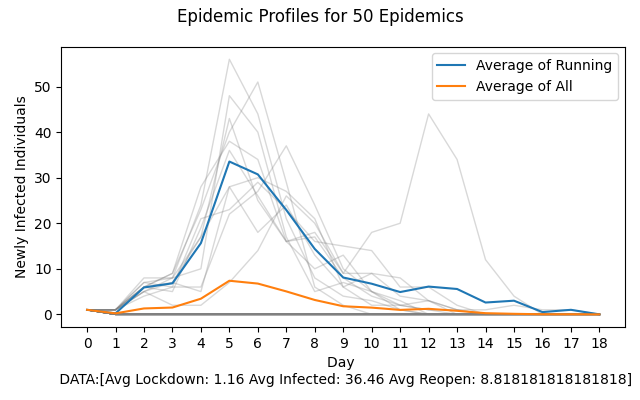 Epidemic Profiles for 50 Epidemics
Average of Running
Average of All
Newly Infected Individuals
50
40
30
20
10
0
0 1 2 3 4 5 6 7 8 9 10 11 12 13 14 15 16 17 18
Day
DATA:[Avg Lockdown: 1.16 Avg Infected: 36.46 Avg Reopen: 8.818181818181818]